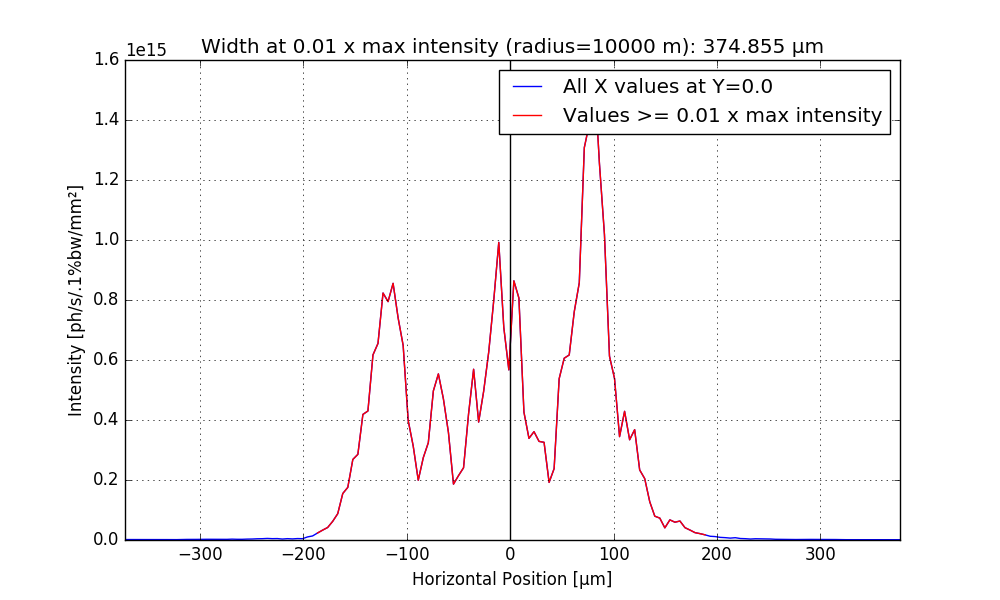 1e15
Width at 0.01 x max intensity (radius=10000 m): 374.855 μm
1.6
1.4
1.2
1.0
0.8
0.6
0.4
0.2
0.0
Intensity [ph/s/.1%bw/mm²]
All X values at Y=0.0
Values >= 0.01 x max intensity
−300
−200
−100
0
100
200
300
Horizontal Position [μm]